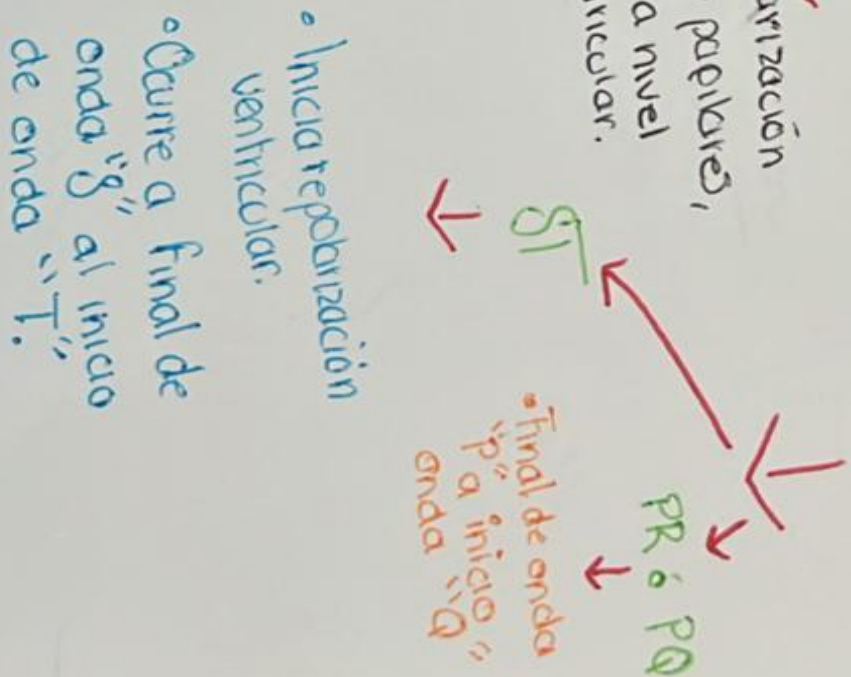 arización
papilares,
a nivel
ricular.
ST
• Inicia repolarización
ventricular.
• Ocurre a final de
onda "S" al inicio
de onda "T".
PR ó PQ
• Final de onda
"P" a inicio
onda "Q"